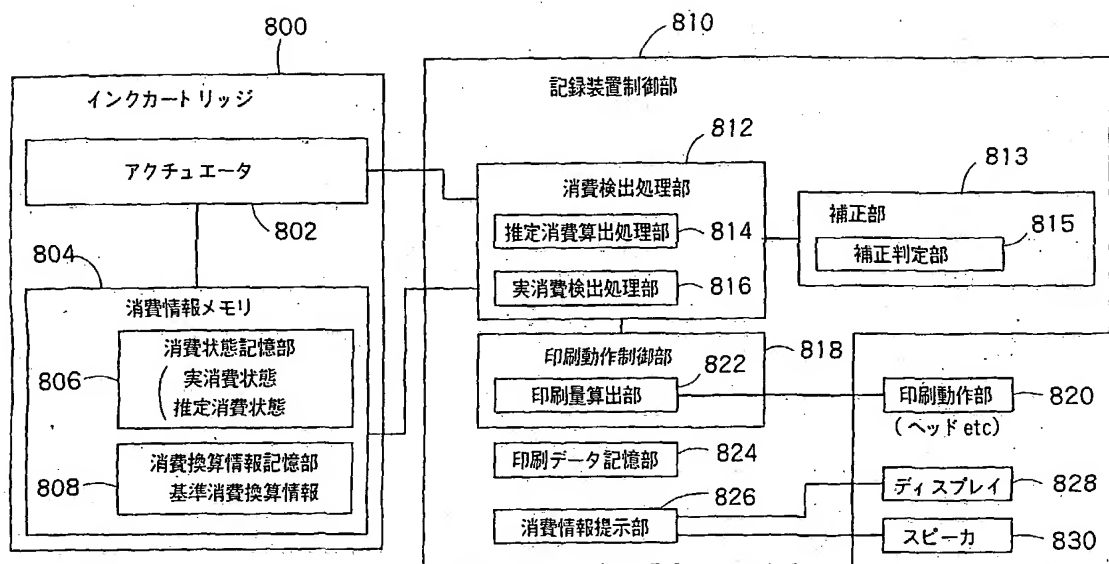 800
インクカートリッジ
アクチュエータ
802
804
消費情報メモリ
消費状態記憶部
実消費状態
推定消費状態
806
消費換算情報記憶部
基準消費換算情報
808
810
記録装置制御部
812
消費検出処理部
推定消費算出処理部
814
実消費検出処理部
816
813
補正部
815
補正判定部
印刷動作制御部
818
822
印刷量算出部
印刷動作部
820
(ヘッドetc)
印刷データ記憶部
824
826
消費情報提示部
ディスプレイ
828
スピーカ
830